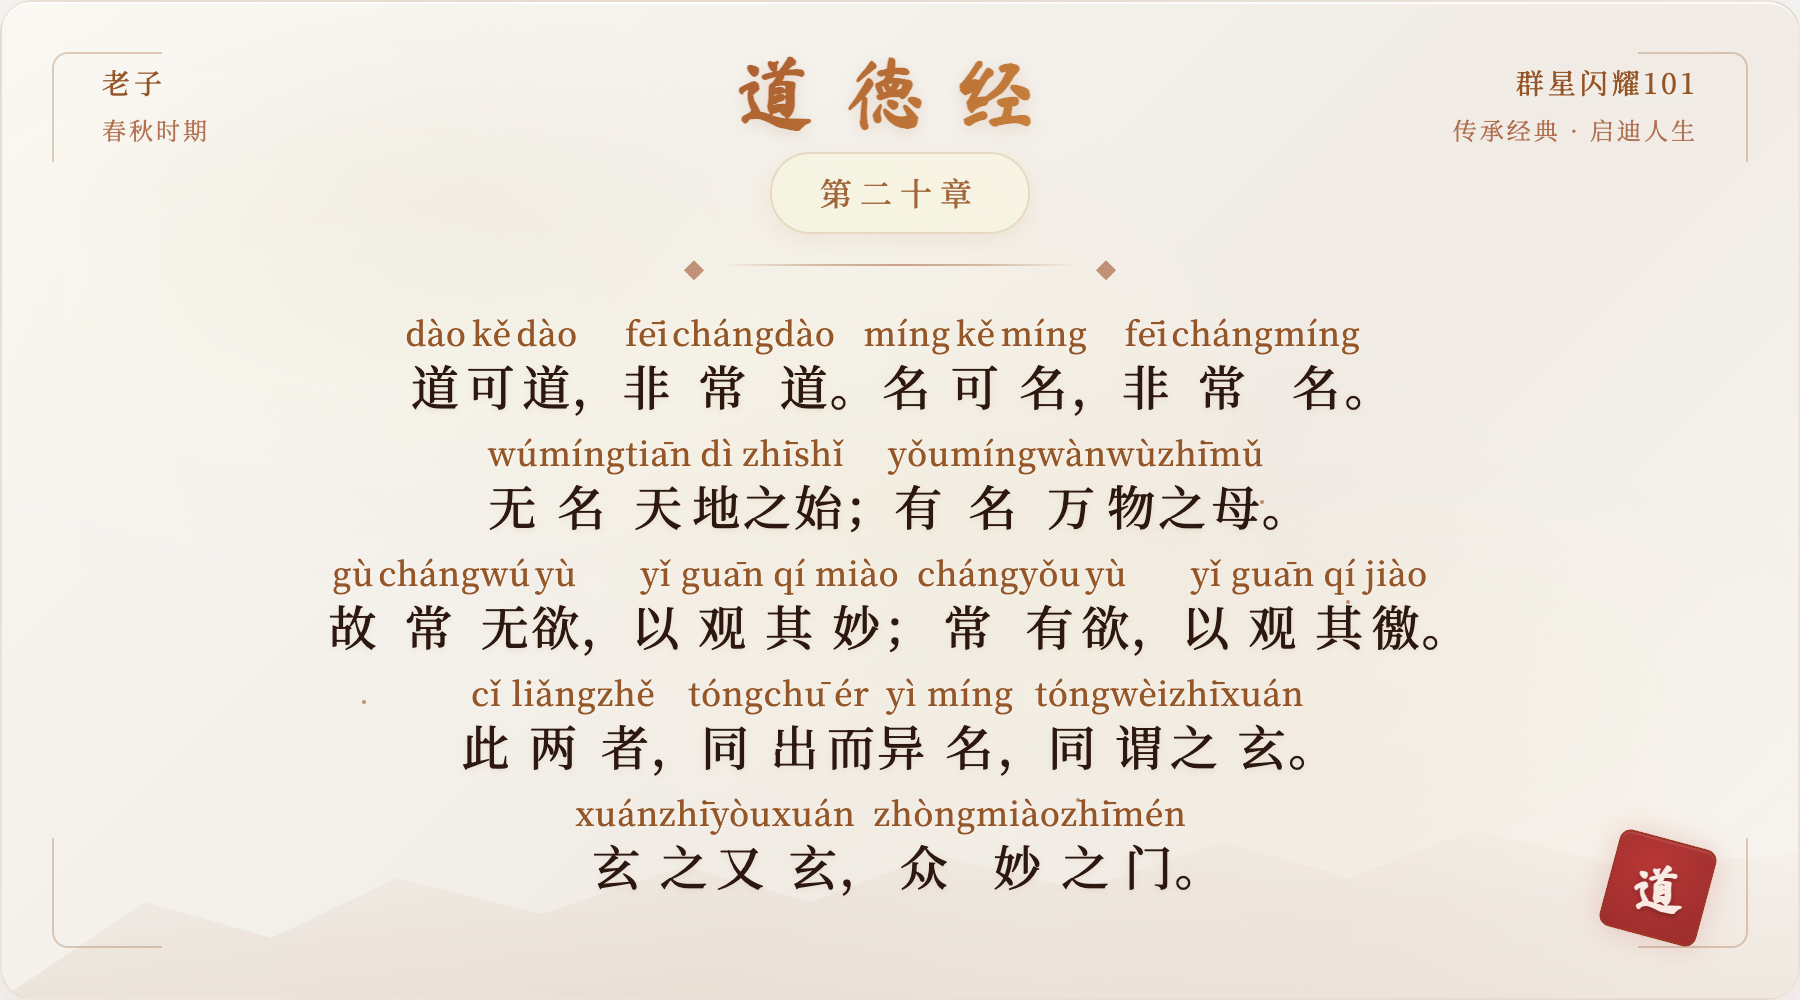 老子
春秋时期
道德经
群星闪耀101
传承经典 · 启迪人生
第二十章
dào kě dào fēi cháng dào míng kě míng fēi cháng míng
道可道，非常道。名可名，非常名。
wú míng tiān dì zhī shǐ yǒu míng wàn wù zhī mǔ
无名天地之始；有名万物之母。
gù cháng wú yù yǐ guān qí miào cháng yǒu yù yǐ guān qí jiào
故常无欲，以观其妙；常有欲，以观其徼。
cǐ liǎng zhě tóng chū ér yì míng tóng wèi zhī xuán
此两者，同出而异名，同谓之玄。
xuán zhī yòu xuán zhòng miào zhī mén
玄之又玄，众妙之门。
道